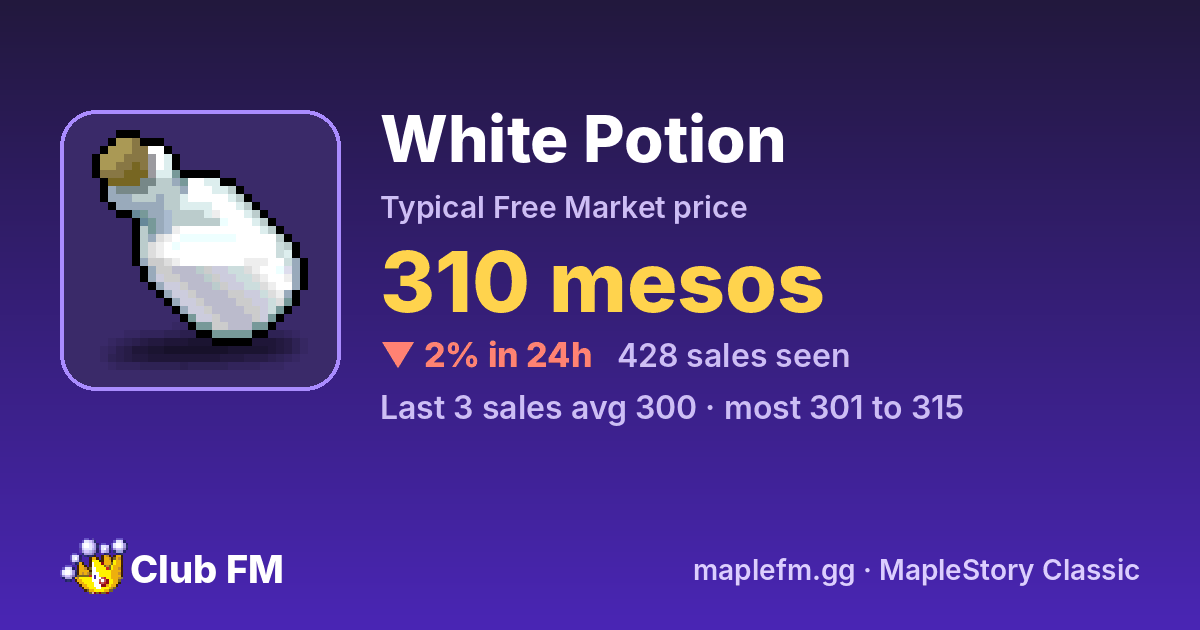 White Potion
Typical Free Market price
310 mesos
▼ 2% in 24h 428 sales seen
Last 3 sales avg 300 · most 301 to 315
Club FM
maplefm.gg · MapleStory Classic